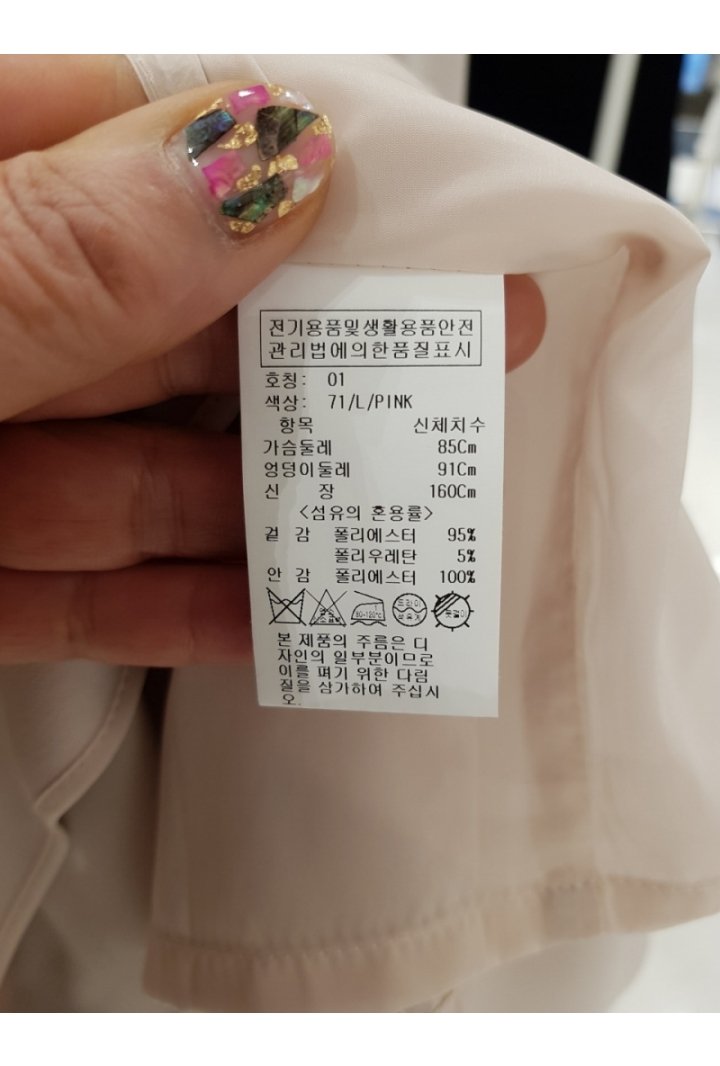 전기용품및생활용품안전
관리법에의한품질표시
호칭: 01
색상: 71/L/PINK
항목 신체치수
가슴둘레 85Cm
엉덩이둘레 91Cm
신 장 160Cm
<섬유의 혼용률>
겉 감 폴리에스터 95%
폴리우레탄 5%
안 감 폴리에스터 100%
80-120℃ 드라이
본 제품의 주름은 디
자인의 일부분이므로
이를 펴기 위한 다림
질을 삼가하여 주십시
오.